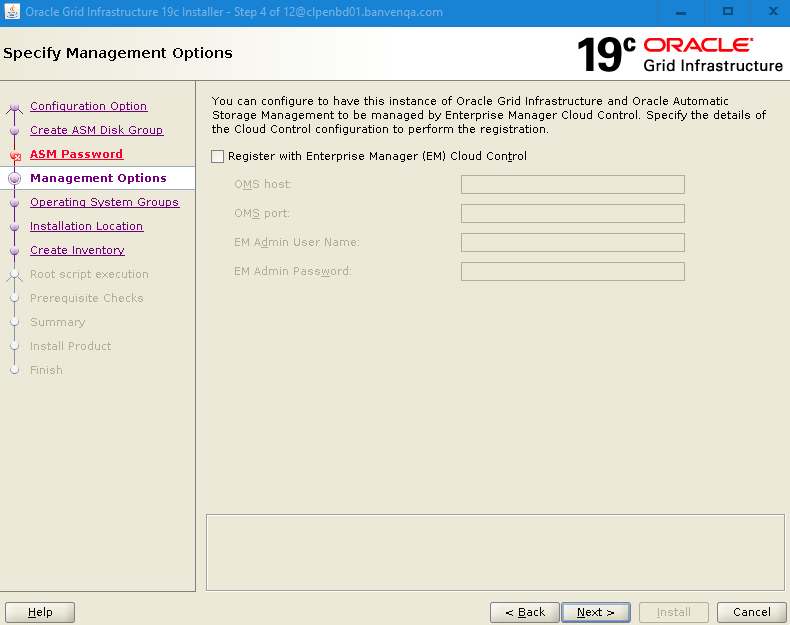 Oracle Grid Infrastructure 19c Installer - Step 4 of 12@clpenbd01.banvenqa.com
Specify Management Options
19c ORACLE
Grid Infrastructure
Configuration Option
Create ASM Disk Group
ASM Password
Management Options
Operating System Groups
Installation Location
Create Inventory
Root script execution
Prerequisite Checks
Summary
Install Product
Finish
You can configure to have this instance of Oracle Grid Infrastructure and Oracle Automatic
Storage Management to be managed by Enterprise Manager Cloud Control. Specify the details of
the Cloud Control configuration to perform the registration.
Register with Enterprise Manager (EM) Cloud Control
OMS host:
OMS port:
EM Admin User Name:
EM Admin Password:
Help
< Back
Next >
Install
Cancel